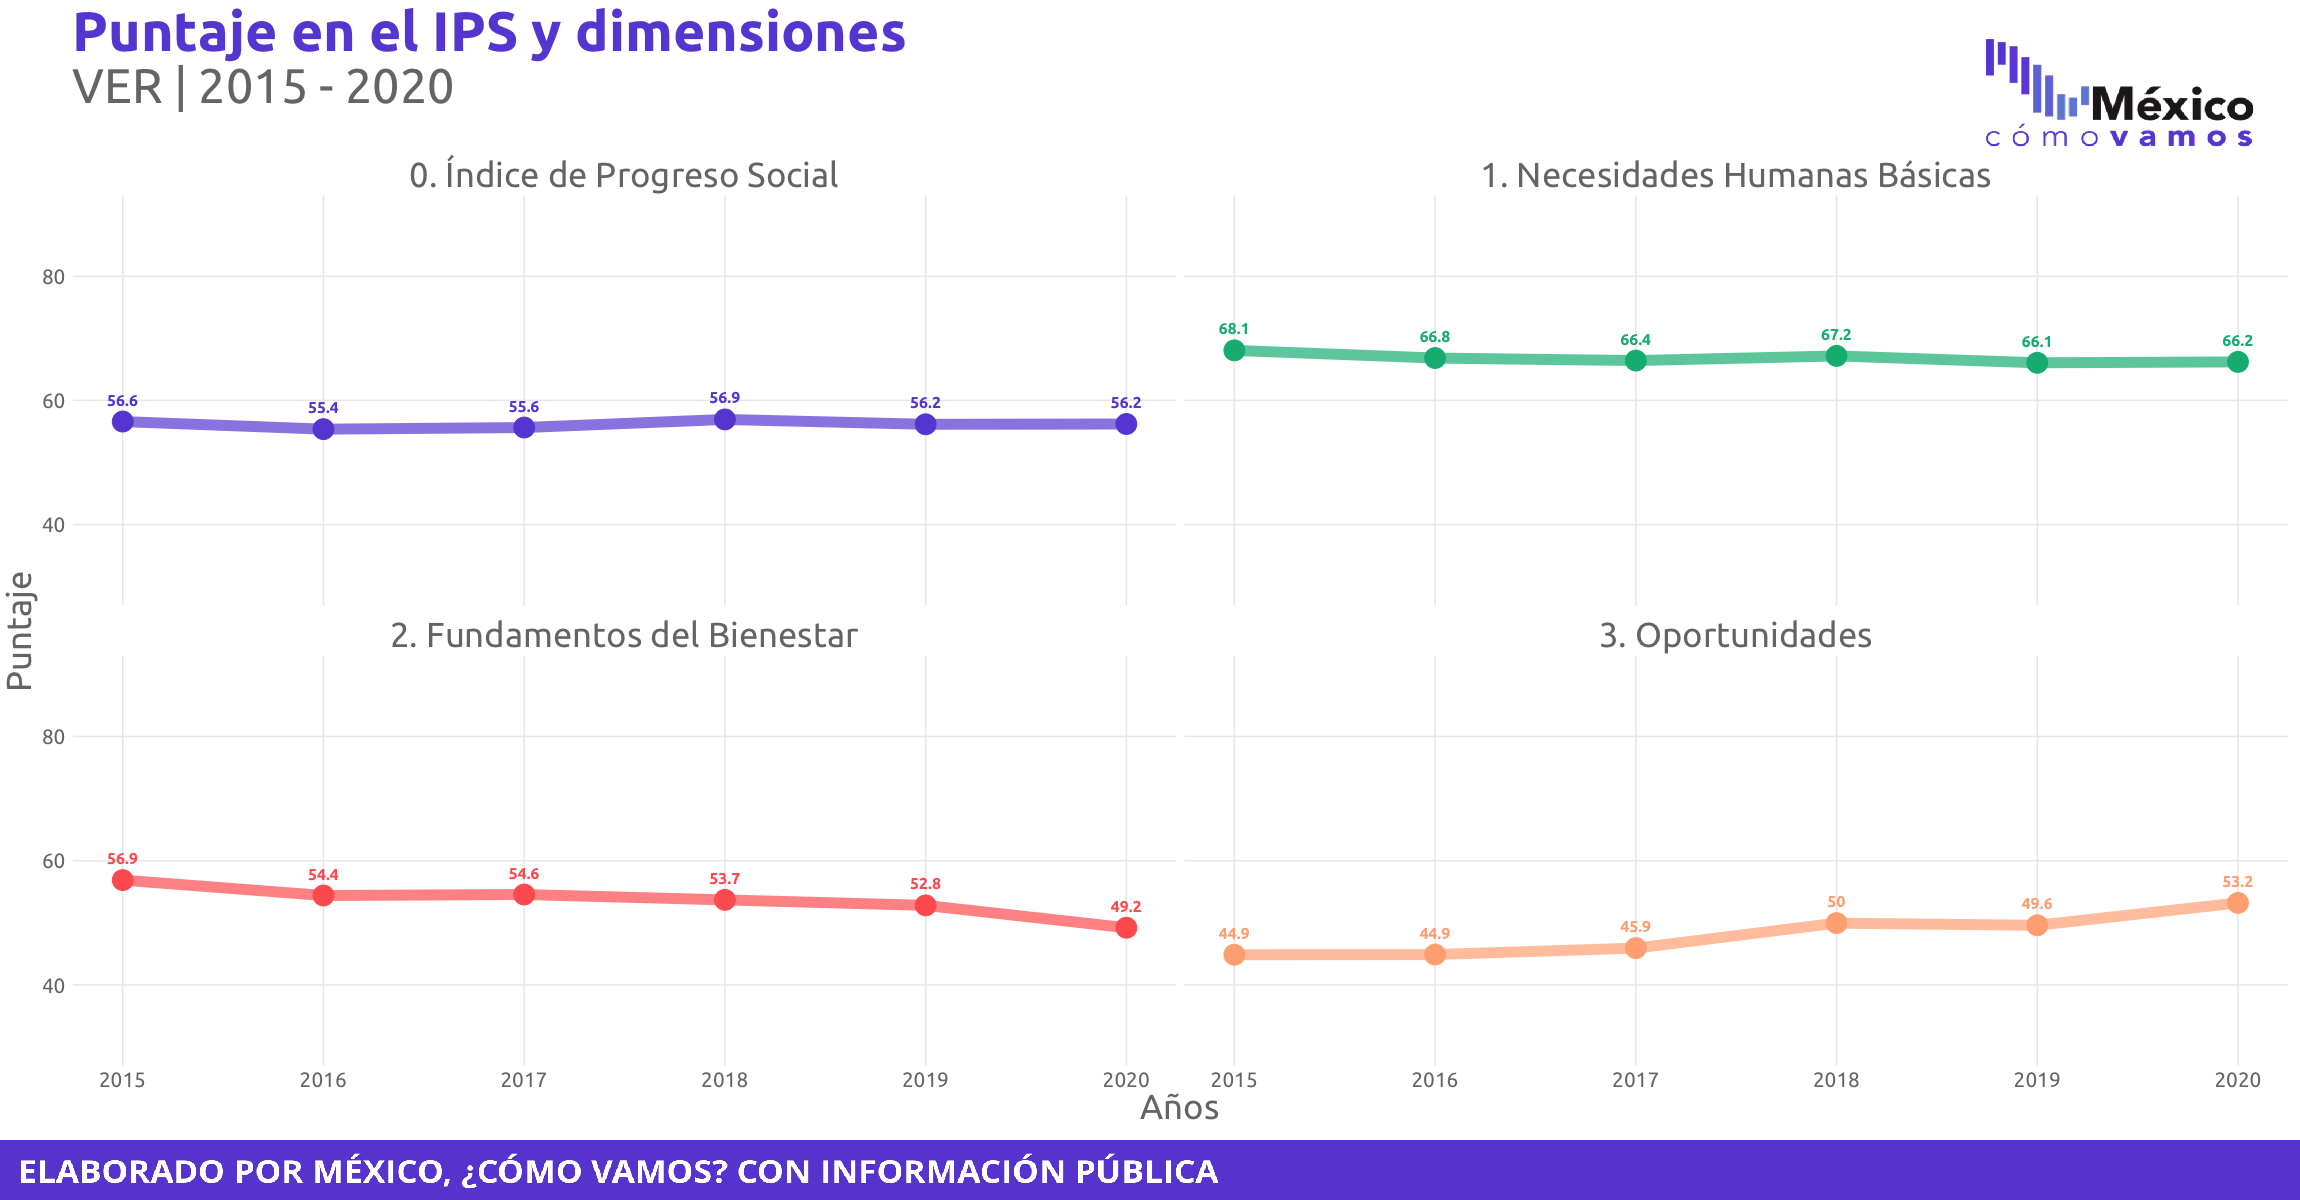 Puntaje en el IPS y dimensiones
VER | 2015 - 2020
México
cómovamos
0. Índice de Progreso Social
1. Necesidades Humanas Básicas
80
60
40
56.6 55.4 55.6 56.9 56.2 56.2
68.1 66.8 66.4 67.2 66.1 66.2
Puntaje
2. Fundamentos del Bienestar
3. Oportunidades
80
60
40
56.9 54.4 54.6 53.7 52.8 49.2
44.9 44.9 45.9 50 49.6 53.2
2015 2016 2017 2018 2019 2020
2015 2016 2017 2018 2019 2020
Años
ELABORADO POR MÉXICO, ¿CÓMO VAMOS? CON INFORMACIÓN PÚBLICA